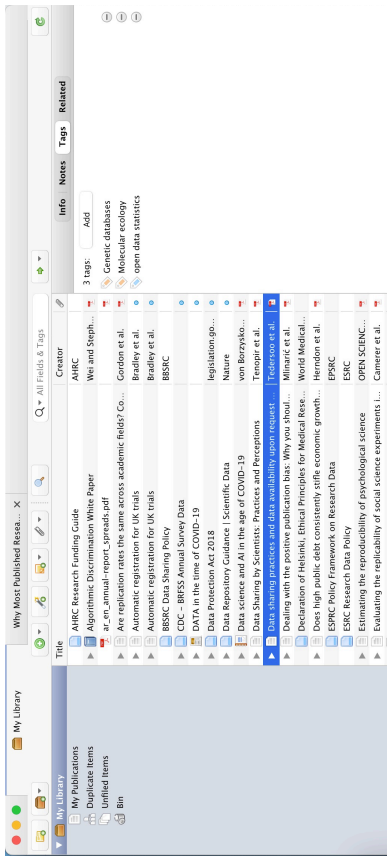 My Library
Why Most Published Resea... ×
All Fields & Tags
My Library
My Publications
Duplicate Items
Unfiled Items
Bin
Title Creator
AHRC Research Funding Guide AHRC
Algorithmic Discrimination White Paper Wei and Steph...
ar_en_annual-report_spreads.pdf
Are replication rates the same across academic fields? Co... Gordon et al.
Automatic registration for UK trials Bradley et al.
Automatic registration for UK trials Bradley et al.
BBSRC Data Sharing Policy BBSRC
CDC – BRFSS Annual Survey Data
DATA in the time of COVID-19
Data Protection Act 2018 legislation.go...
Data Repository Guidance | Scientific Data Nature
Data science and AI in the age of COVID-19 von Borzysko...
Data Sharing by Scientists: Practices and Perceptions Tenopir et al.
Data sharing practices and data availability upon request ... Tedersoo et al.
Dealing with the positive publication bias: Why you shoul... Mlinarić et al.
Declaration of Helsinki, Ethical Principles for Medical Rese... World Medical...
Does high public debt consistently stifle economic growth... Herndon et al.
ESPRC Policy Framework on Research Data EPSRC
ESRC Research Data Policy ESRC
Estimating the reproducibility of psychological science OPEN SCIENC...
Evaluating the replicability of social science experiments i... Camerer et al.
Info Notes Tags Related
3 tags: Add
Genetic databases
Molecular ecology
open data statistics